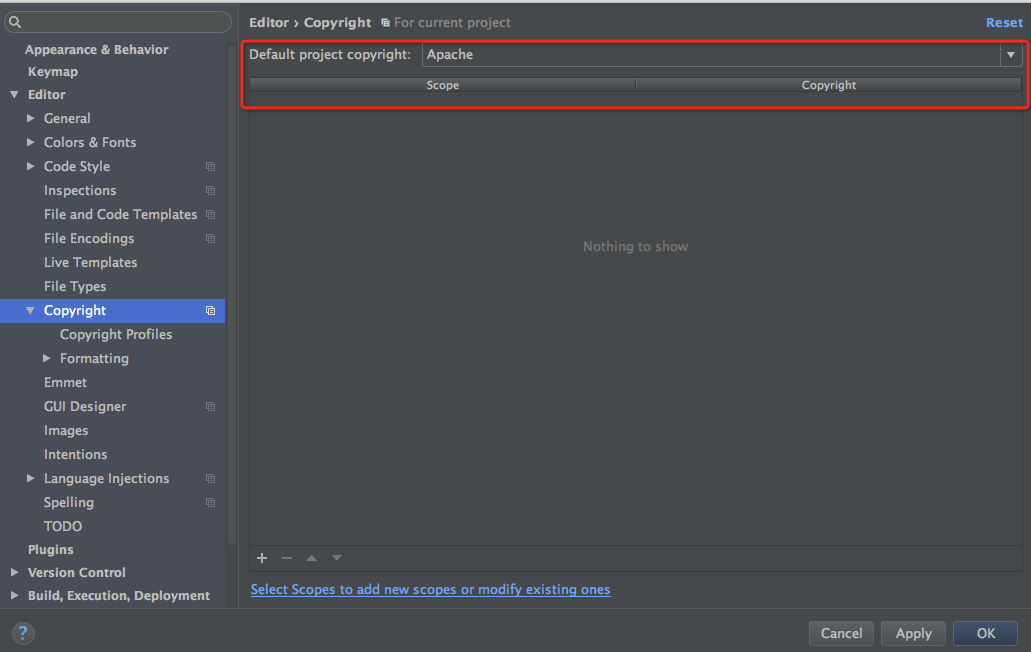 Editor › Copyright For current project Reset
Default project copyright: Apache
Scope Copyright
Nothing to show
Select Scopes to add new scopes or modify existing ones
Appearance & Behavior
Keymap
Editor
General
Colors & Fonts
Code Style
Inspections
File and Code Templates
File Encodings
Live Templates
File Types
Copyright
Copyright Profiles
Formatting
Emmet
GUI Designer
Images
Intentions
Language Injections
Spelling
TODO
Plugins
Version Control
Build, Execution, Deployment
? Cancel Apply OK